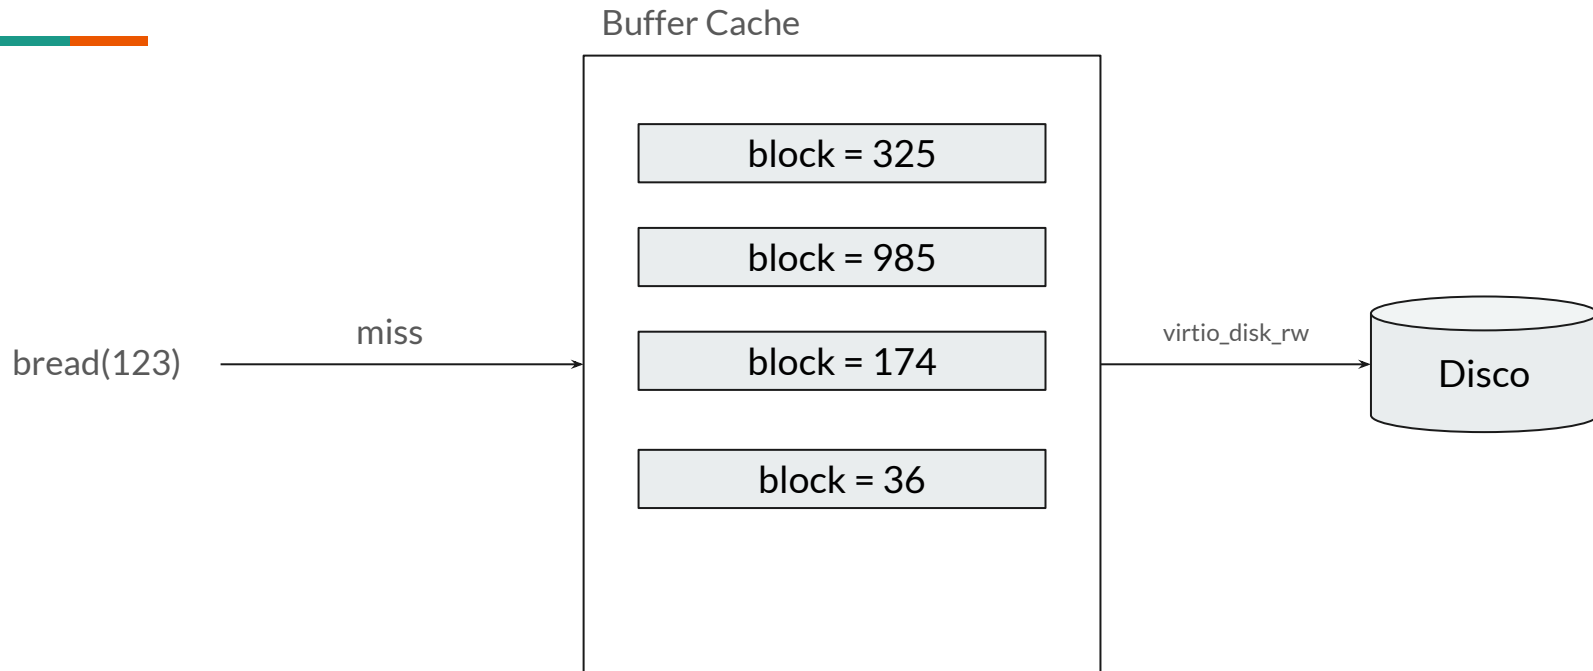 Buffer Cache
block = 325
block = 985
miss
virtio_disk_rw
bread(123)
block = 174
Disco
block = 36